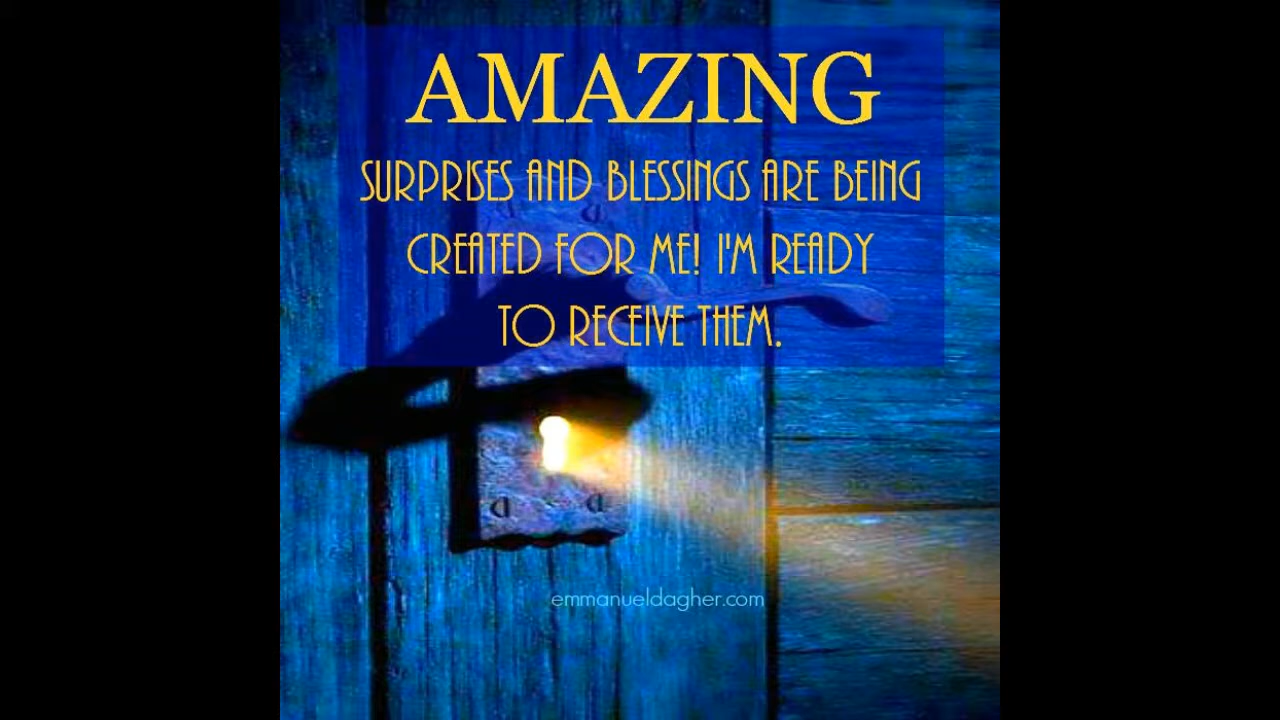 AMAZING
SURPRISES AND BLESSINGS ARE BEING
CREATED FOR ME! I'M READY
TO RECEIVE THEM.
emmanueldagher.com